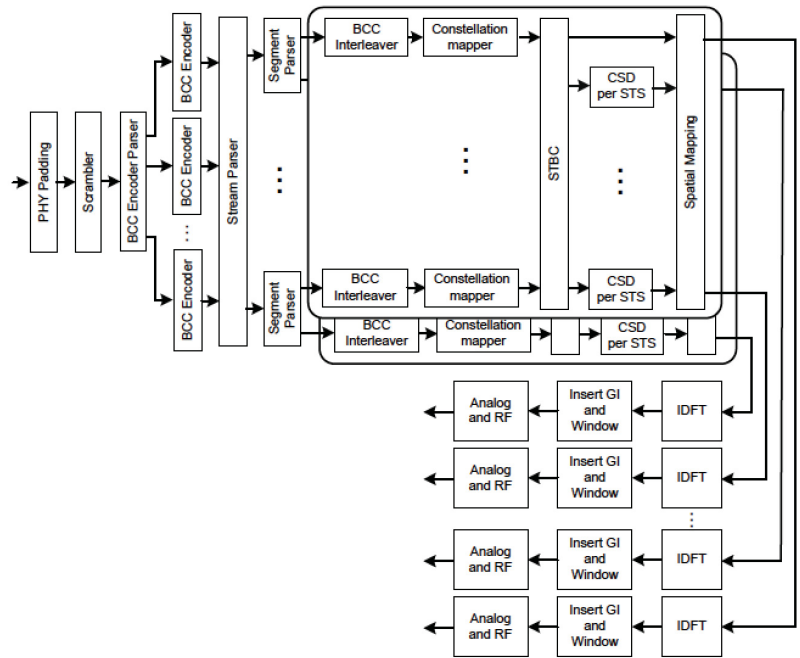 PHY Padding
Scrambler
BCC Encoder Parser
BCC Encoder
BCC Encoder
BCC Encoder
Stream Parser
Segment
Parser
Segment
Parser
BCC
Interleaver
Constellation
mapper
STBC
CSD
per STS
Spatial Mapping
BCC
Interleaver
Constellation
mapper
CSD
per STS
BCC
Interleaver
Constellation
mapper
CSD
per STS
Analog
and RF
Insert GI
and
Window
IDFT
Analog
and RF
Insert GI
and
Window
IDFT
Analog
and RF
Insert GI
and
Window
IDFT
Analog
and RF
Insert GI
and
Window
IDFT